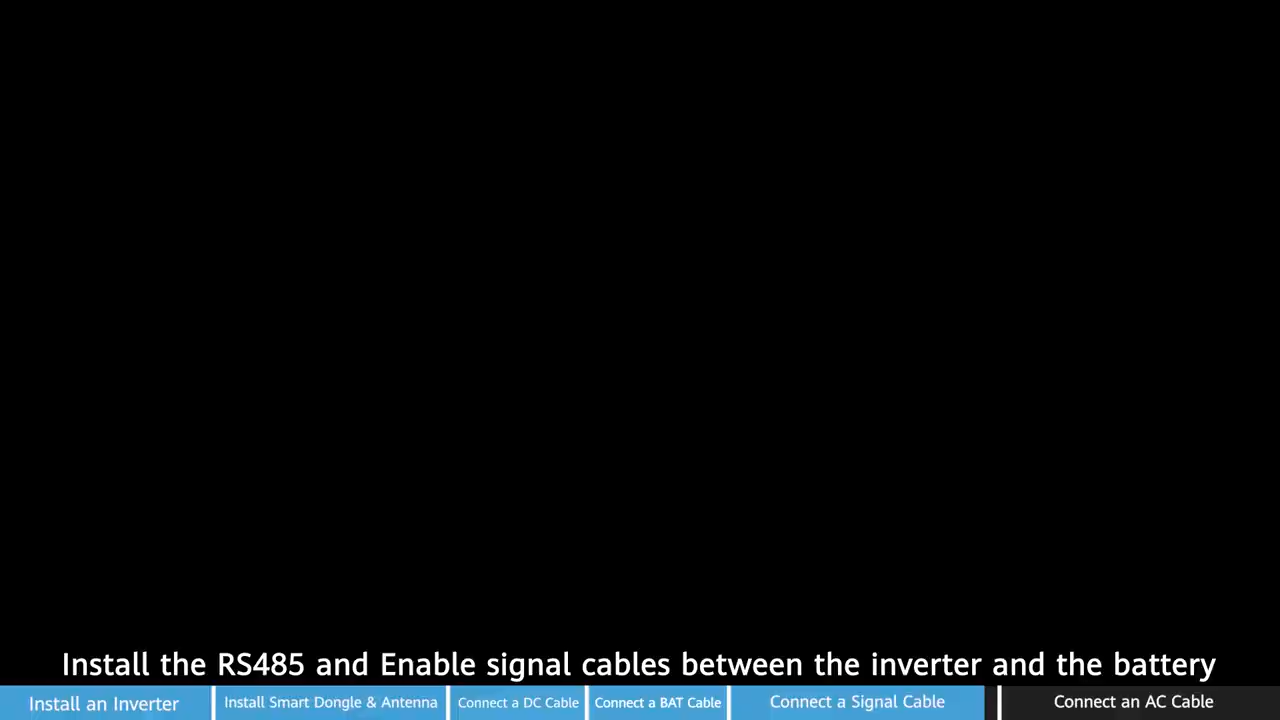 Install the RS485 and Enable signal cables between the inverter and the battery
Install an Inverter
Install Smart Dongle & Antenna
Connect a DC Cable
Connect a BAT Cable
Connect a Signal Cable
Connect an AC Cable